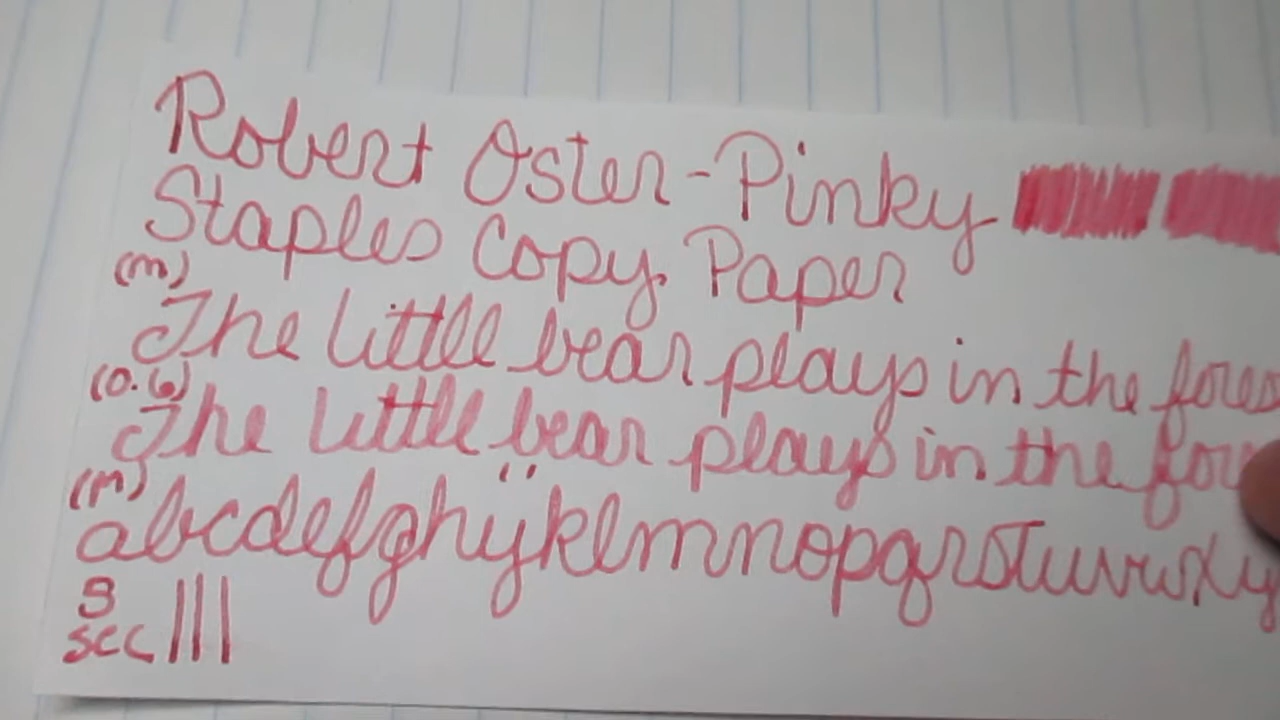 Robert Oster - Pinky
Staples Copy Paper
(m)
The little bear plays in the fores
(0.6)
The little bear plays in the for
(m)
abcdefghijklmnopqrstuvwxy
S
sec |||